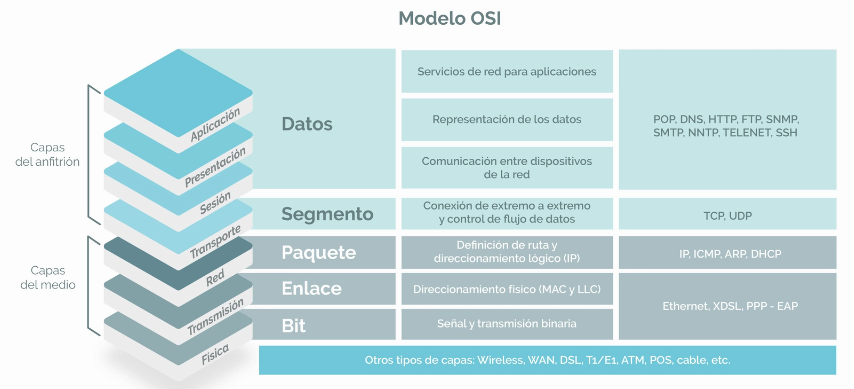 Modelo OSI
Capas
del anfitrión
Capas
del medio
Aplicación
Presentación
Sesión
Transporte
Red
Transmisión
Física
Datos
Servicios de red para aplicaciones
Representación de los datos
Comunicación entre dispositivos
de la red
POP, DNS, HTTP, FTP, SNMP,
SMTP, NNTP, TELENET, SSH
Segmento
Conexión de extremo a extremo
y control de flujo de datos
TCP, UDP
Paquete
Definición de ruta y
direccionamiento lógico (IP)
IP, ICMP, ARP, DHCP
Enlace
Direccionamiento físico (MAC y LLC)
Ethernet, XDSL, PPP - EAP
Bit
Señal y transmisión binaria
Otros tipos de capas: Wireless, WAN, DSL, T1/E1, ATM, POS, cable, etc.